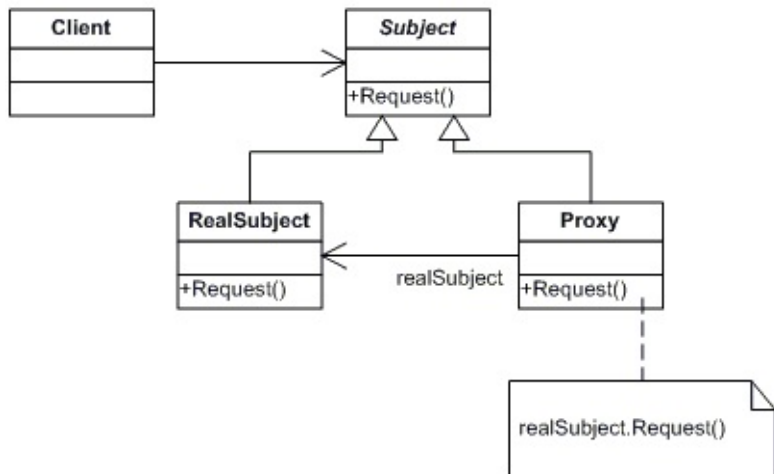 Client
Subject
+Request()
RealSubject
Proxy
realSubject
+Request()
+Request()
realSubject.Request()